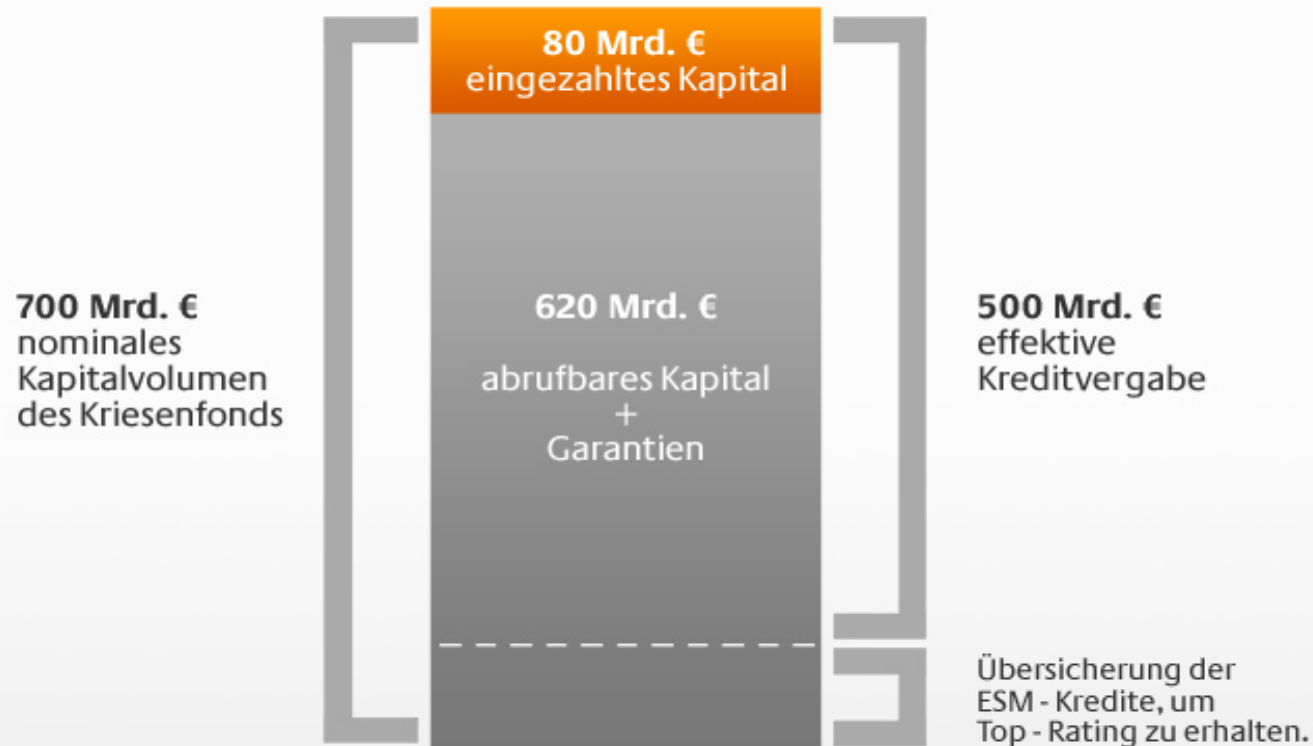 80 Mrd. €
eingezahltes Kapital
700 Mrd. €
nominales
Kapitalvolumen
des Kriesenfonds
620 Mrd. €
abrufbares Kapital
+
Garantien
500 Mrd. €
effektive
Kreditvergabe
Übersicherung der
ESM - Kredite, um
Top - Rating zu erhalten.